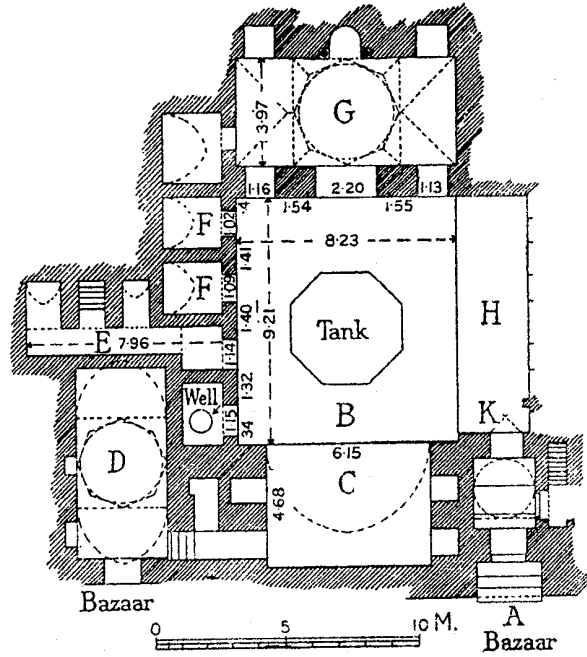 G
3·97
1·16
2·20
1·13
1·54
1·55
·4
1·02
F
8·23
1·41
F
1·09
H
1·40
9·21
Tank
E 7·96
1·14
1·32
Well
1·15
·34
B
K
D
6·15
C
4·68
Bazaar
A
Bazaar
0 5 10 M.